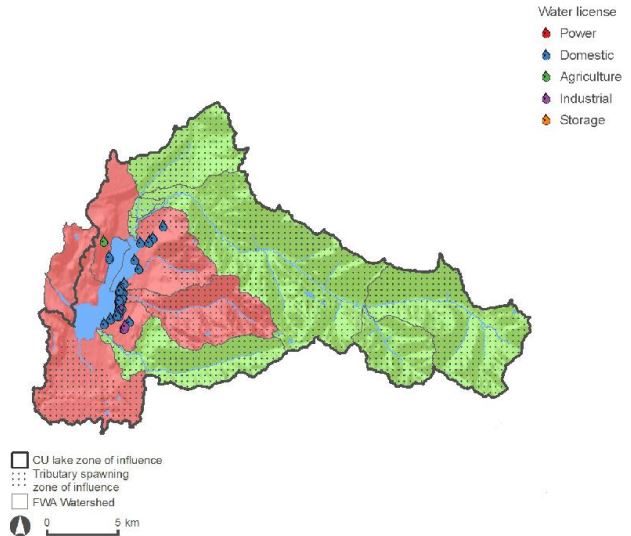 Water license
Power
Domestic
Agriculture
Industrial
Storage
CU lake zone of influence
Tributary spawning
zone of influence
FWA Watershed
0 5 km